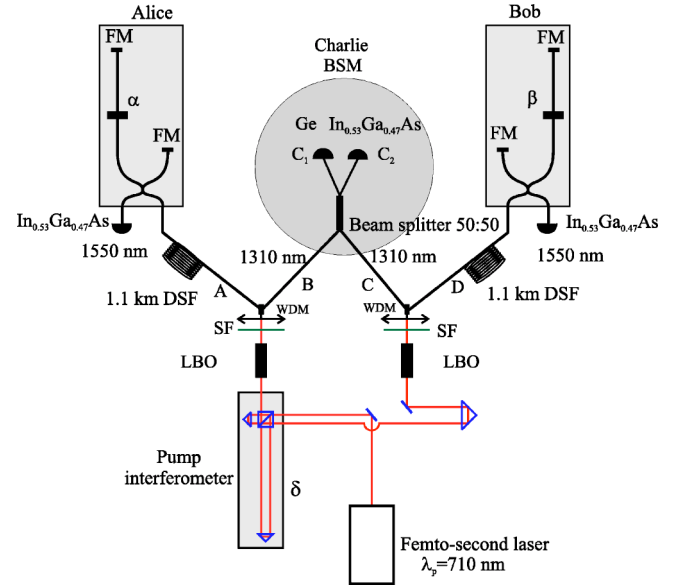 Alice
Bob
FM
Charlie
BSM
FM
α
β
Ge In₀.₅₃Ga₀.₄₇As
FM
FM
C₁
C₂
In₀.₅₃Ga₀.₄₇As
Beam splitter 50:50
In₀.₅₃Ga₀.₄₇As
1550 nm
1310 nm
1310 nm
1550 nm
1.1 km DSF
A
B
C
D
1.1 km DSF
WDM
WDM
SF
SF
LBO
LBO
Pump
interferometer
δ
Femto-second laser
λₚ=710 nm